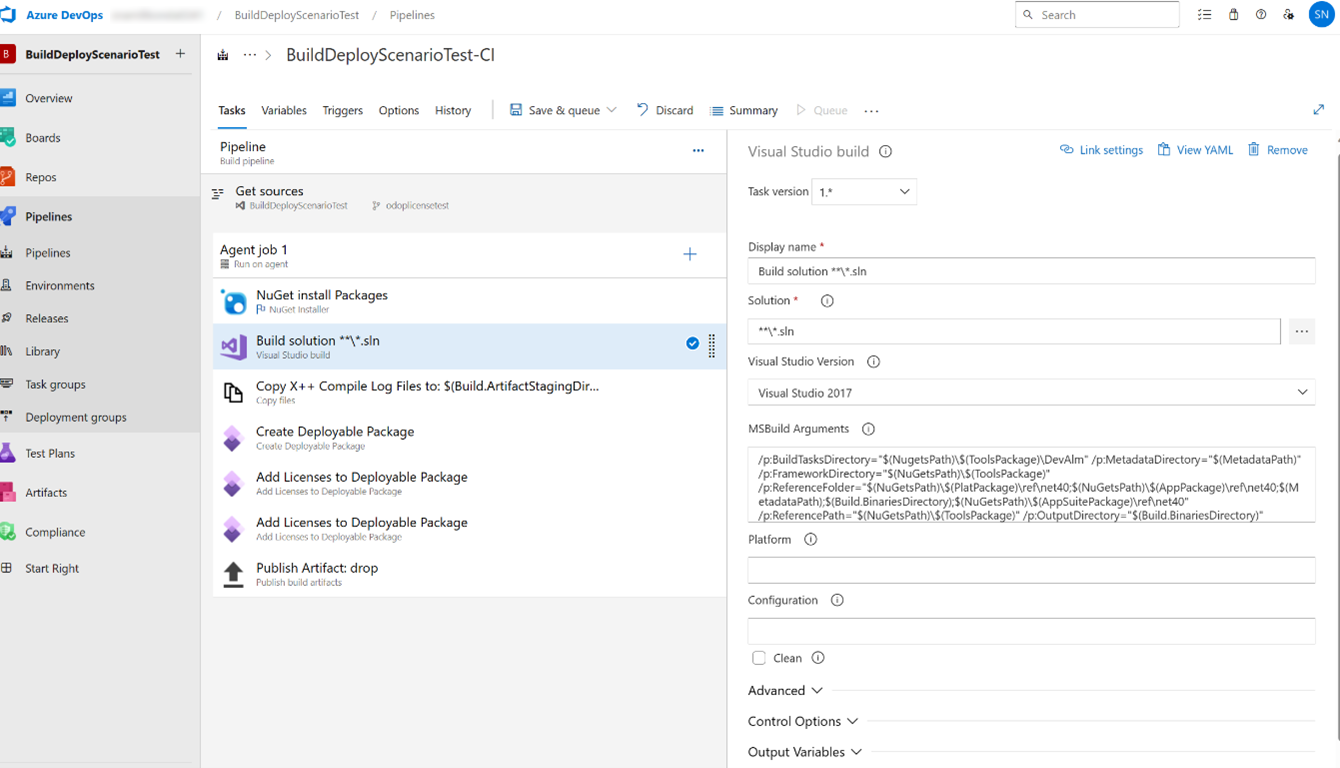 Azure DevOps / BuildDeployScenarioTest / Pipelines
Search
SN
B BuildDeployScenarioTest +
Overview
Boards
Repos
Pipelines
Pipelines
Environments
Releases
Library
Task groups
Deployment groups
Test Plans
Artifacts
Compliance
Start Right
··· > BuildDeployScenarioTest-CI
Tasks Variables Triggers Options History Save & queue Discard Summary Queue ···
Pipeline
Build pipeline
Get sources
BuildDeployScenarioTest odoplicensetest
Agent job 1
Run on agent
NuGet install Packages
NuGet Installer
Build solution **\*.sln
Visual Studio build
Copy X++ Compile Log Files to: $(Build.ArtifactStagingDir...
Copy files
Create Deployable Package
Create Deployable Package
Add Licenses to Deployable Package
Add Licenses to Deployable Package
Add Licenses to Deployable Package
Add Licenses to Deployable Package
Publish Artifact: drop
Publish build artifacts
Visual Studio build
Link settings View YAML Remove
Task version 1.*
Display name *
Build solution **\*.sln
Solution *
**\*.sln
Visual Studio Version
Visual Studio 2017
MSBuild Arguments
/p:BuildTasksDirectory="$(NugetsPath)\$(ToolsPackage)\DevAlm" /p:MetadataDirectory="$(MetadataPath)"
/p:FrameworkDirectory="$(NuGetsPath)\$(ToolsPackage)"
/p:ReferenceFolder="$(NuGetsPath)\$(PlatPackage)\ref\net40;$(NuGetsPath)\$(AppPackage)\ref\net40;$(M
etadataPath);$(Build.BinariesDirectory);$(NuGetsPath)\$(AppSuitePackage)\ref\net40"
/p:ReferencePath="$(NuGetsPath)\$(ToolsPackage)" /p:OutputDirectory="$(Build.BinariesDirectory)"
Platform
Configuration
Clean
Advanced
Control Options
Output Variables